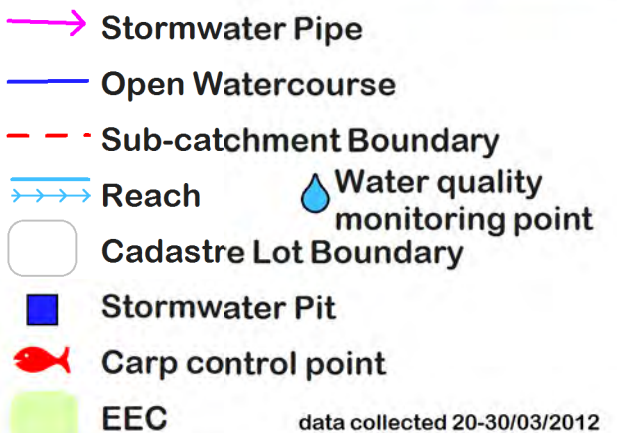 Stormwater Pipe
Open Watercourse
Sub-catchment Boundary
Reach
Water quality
monitoring point
Cadastre Lot Boundary
Stormwater Pit
Carp control point
EEC
data collected 20-30/03/2012